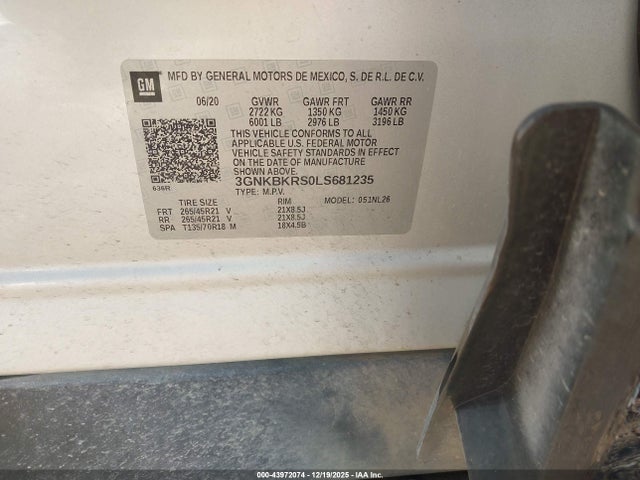 GM
MFD BY GENERAL MOTORS DE MEXICO, S. DE R.L. DE C.V.
06/20 GVWR GAWR FRT GAWR RR
2722 KG 1350 KG 1450 KG
6001 LB 2976 LB 3196 LB
THIS VEHICLE CONFORMS TO ALL
APPLICABLE U.S. FEDERAL MOTOR
VEHICLE SAFETY STANDARDS IN EFFECT
ON THE DATE OF MANUFACTURE SHOWN ABOVE.
636R
3GNKBKRS0LS681235
TYPE: M.P.V. MODEL: 051NL26
TIRE SIZE RIM
FRT 265/45R21 V 21X8.5J
RR 265/45R21 V 21X8.5J
SPA T135/70R18 M 18X4.5B
000-43972074 - 12/19/2025 - IAA Inc.